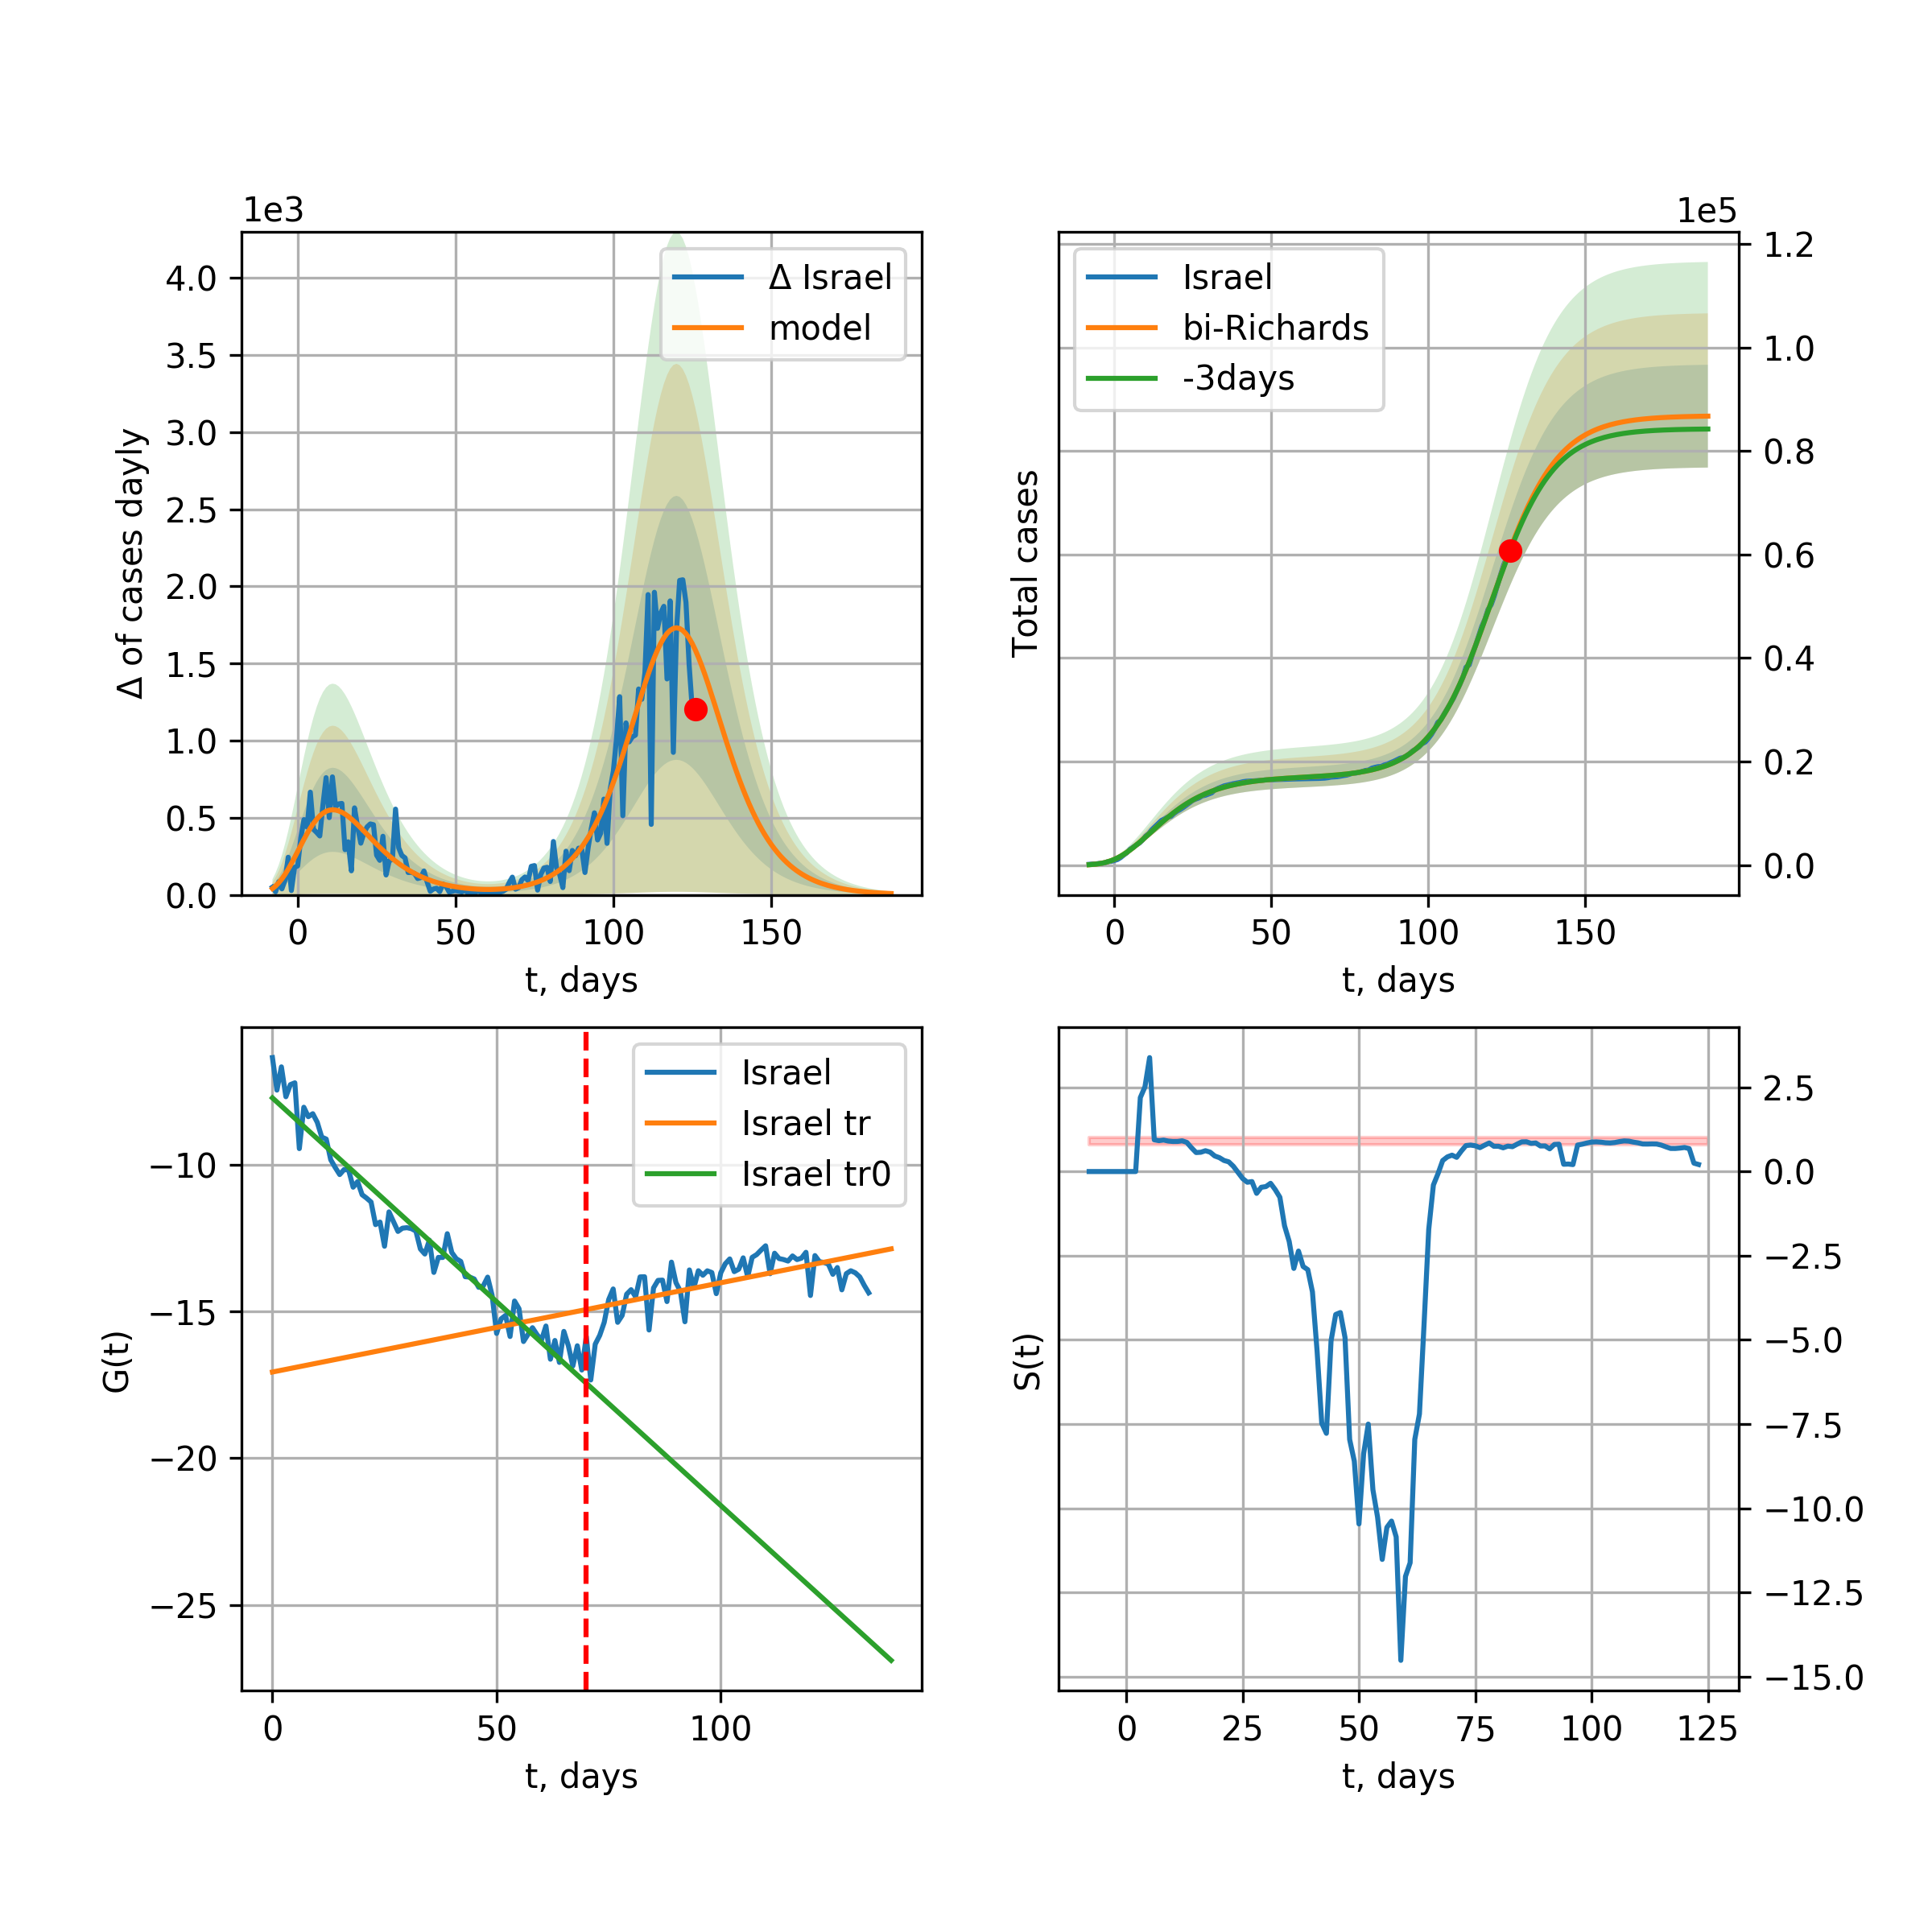 1e3
4.0
3.5
3.0
2.5
2.0
1.5
1.0
0.5
0.0
Δ of cases dayly
Δ Israel
model
0 50 100 150
t, days
1e5
1.2
1.0
0.8
0.6
0.4
0.2
0.0
Total cases
Israel
bi-Richards
-3days
0 50 100 150
t, days
−10
−15
−20
−25
G(t)
Israel
Israel tr
Israel tr0
0 50 100
t, days
2.5
0.0
−2.5
−5.0
−7.5
−10.0
−12.5
−15.0
S(t)
0 25 50 75 100 125
t, days